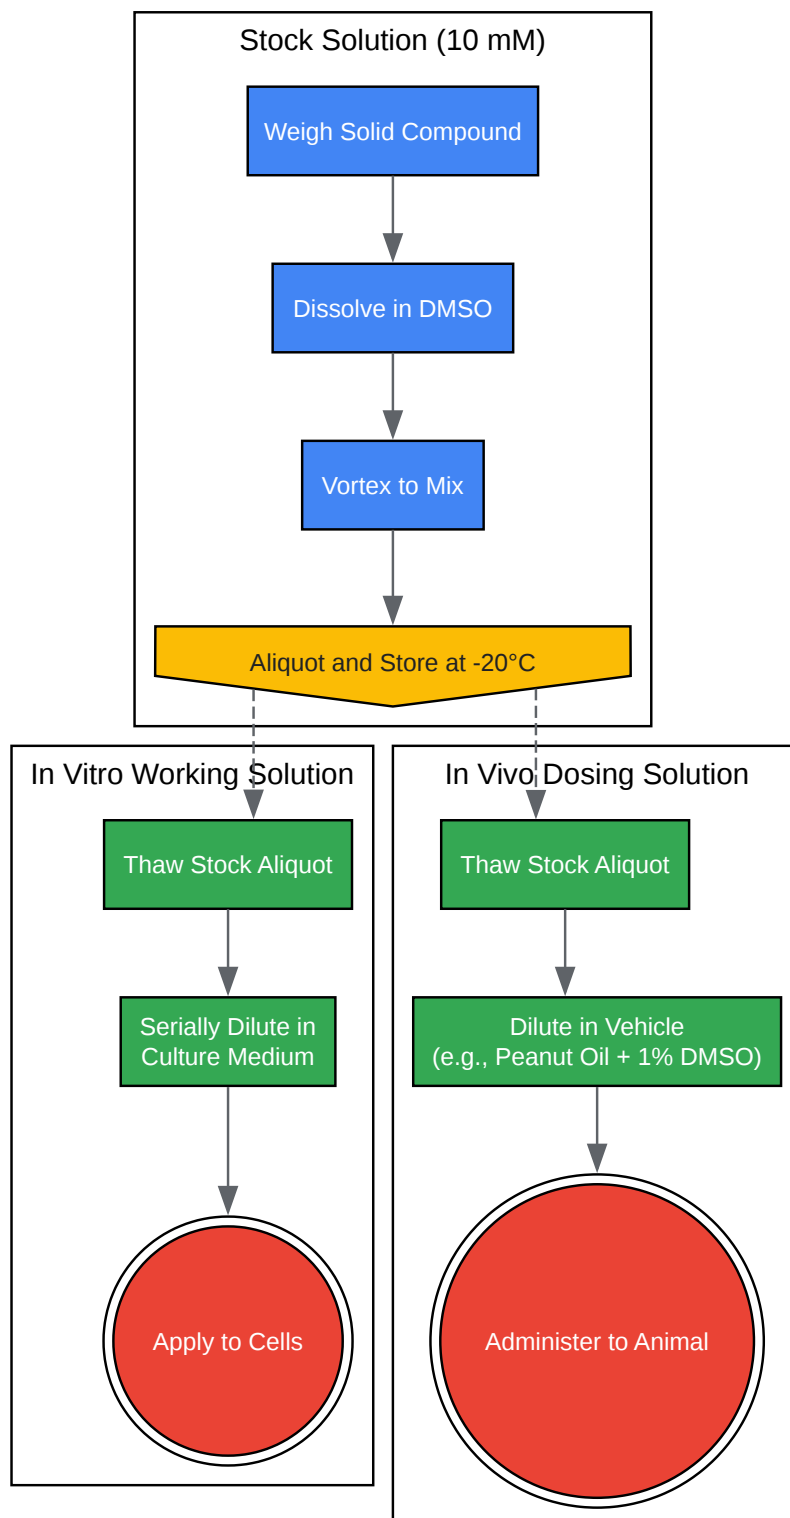 Stock Solution (10 mM)
Weigh Solid Compound
Dissolve in DMSO
Vortex to Mix
Aliquot and Store at -20°C
In Vitro Working Solution
Thaw Stock Aliquot
Serially Dilute in
Culture Medium
Apply to Cells
In Vivo Dosing Solution
Thaw Stock Aliquot
Dilute in Vehicle
(e.g., Peanut Oil + 1% DMSO)
Administer to Animal